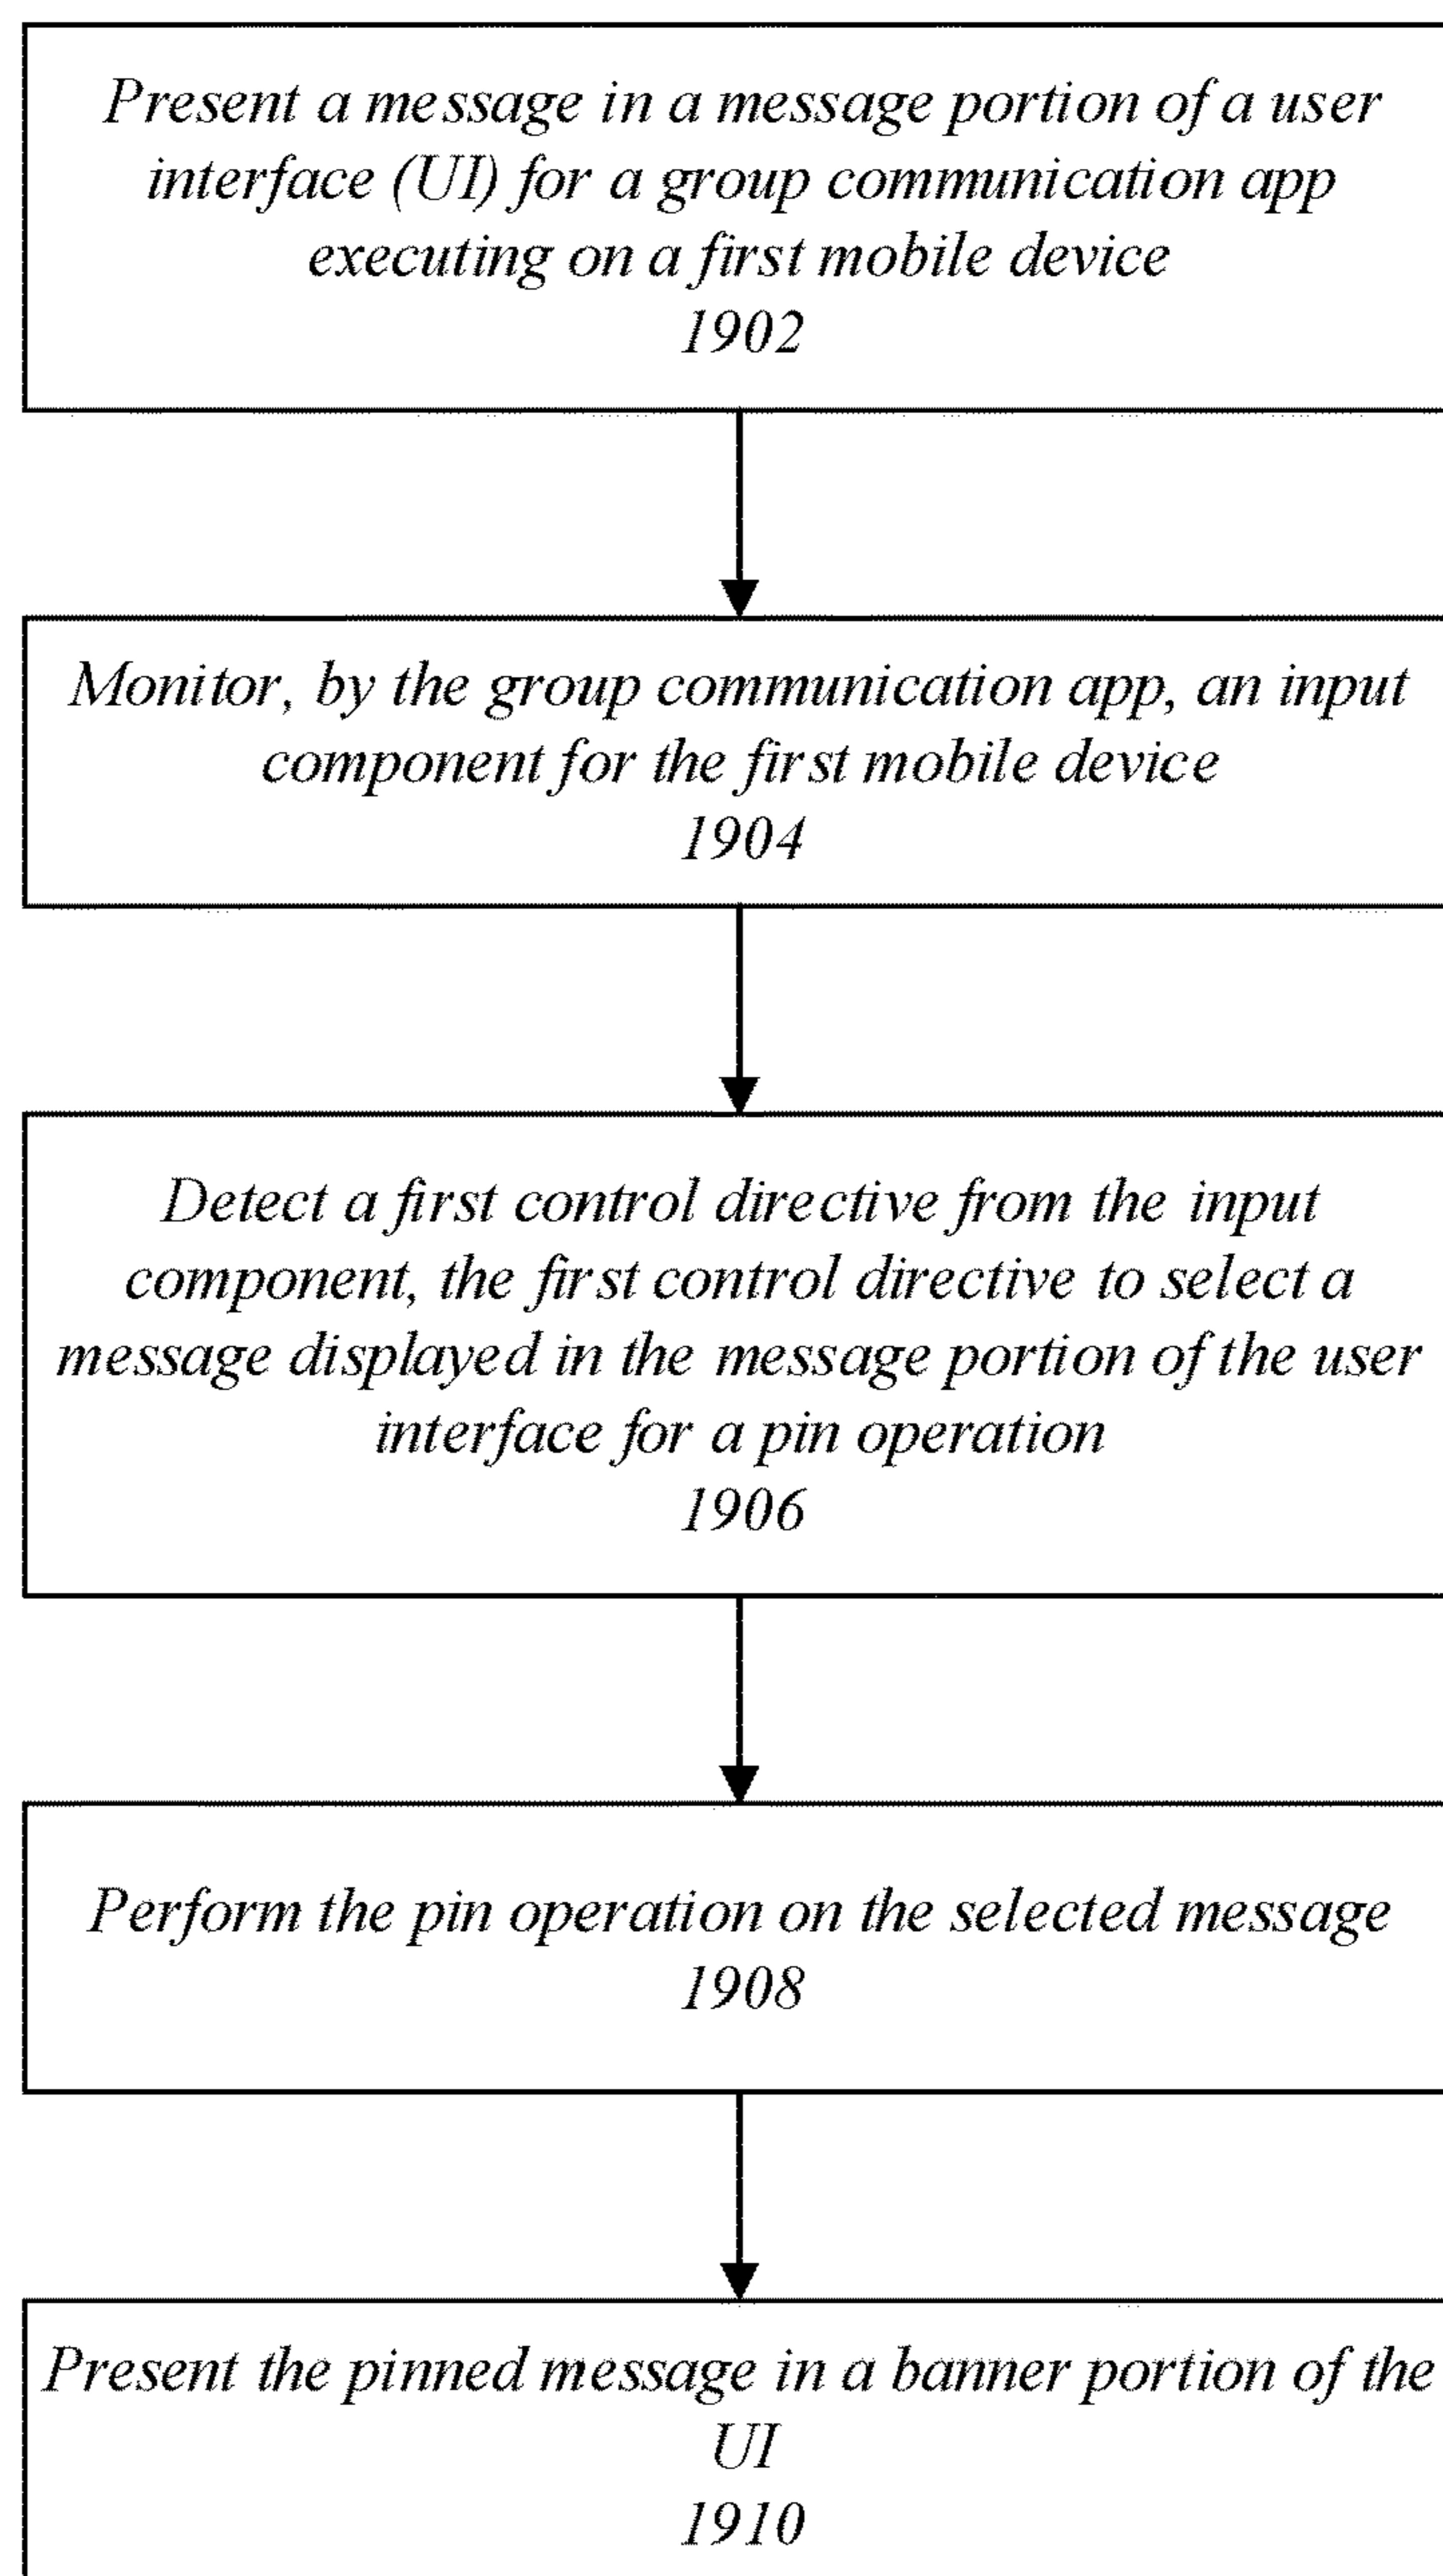 Present a message in a message portion of a user
interface (UI) for a group communication app
executing on a first mobile device
1902
Monitor, by the group communication app, an input
component for the first mobile device
1904
Detect a first control directive from the input
component, the first control directive to select a
message displayed in the message portion of the user
interface for a pin operation
1906
Perform the pin operation on the selected message
1908
Present the pinned message in a banner portion of the
UI
1910